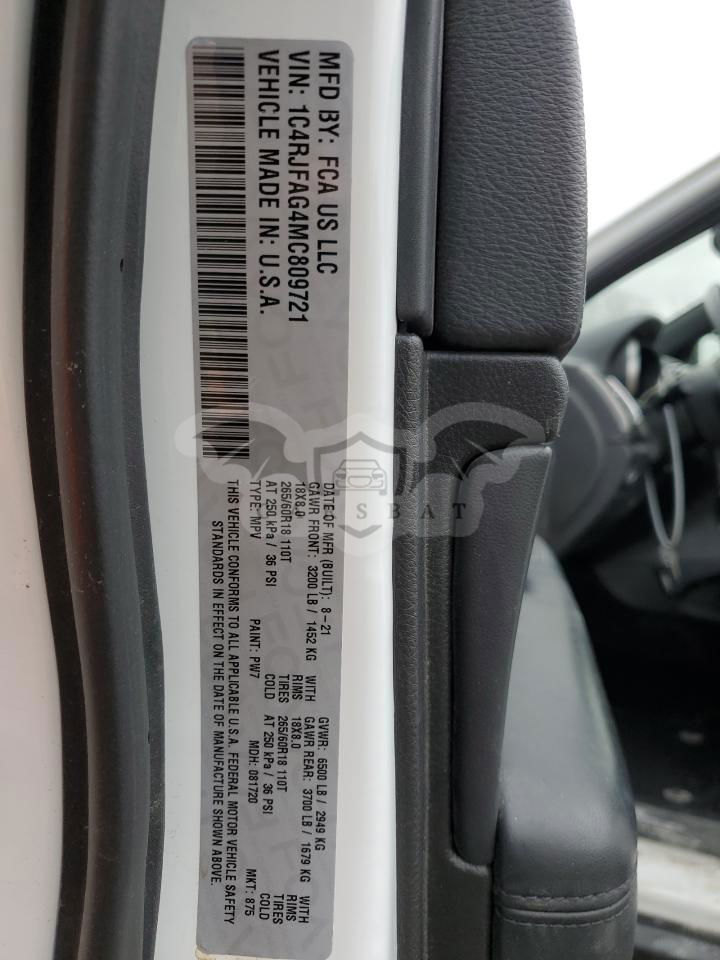 MFD BY: FCA US LLC
VIN: 1C4RJFAG4MC809721
VEHICLE MADE IN: U.S.A.
DATE OF MFR (BUILT): 8-21 GVWR: 6500 LB / 2949 KG
GAWR FRONT: 3200 LB / 1452 KG WITH GAWR REAR: 3700 LB / 1679 KG WITH
18X8.0 RIMS 18X8.0 RIMS
265/60R18 110T TIRES 265/60R18 110T TIRES
AT 250 kPa / 36 PSI COLD AT 250 kPa / 36 PSI COLD
TYPE: MPV PAINT: PW7 MDH: 081720 MKT: 875
THIS VEHICLE CONFORMS TO ALL APPLICABLE U.S.A. FEDERAL MOTOR VEHICLE SAFETY
STANDARDS IN EFFECT ON THE DATE OF MANUFACTURE SHOWN ABOVE.
SBAT